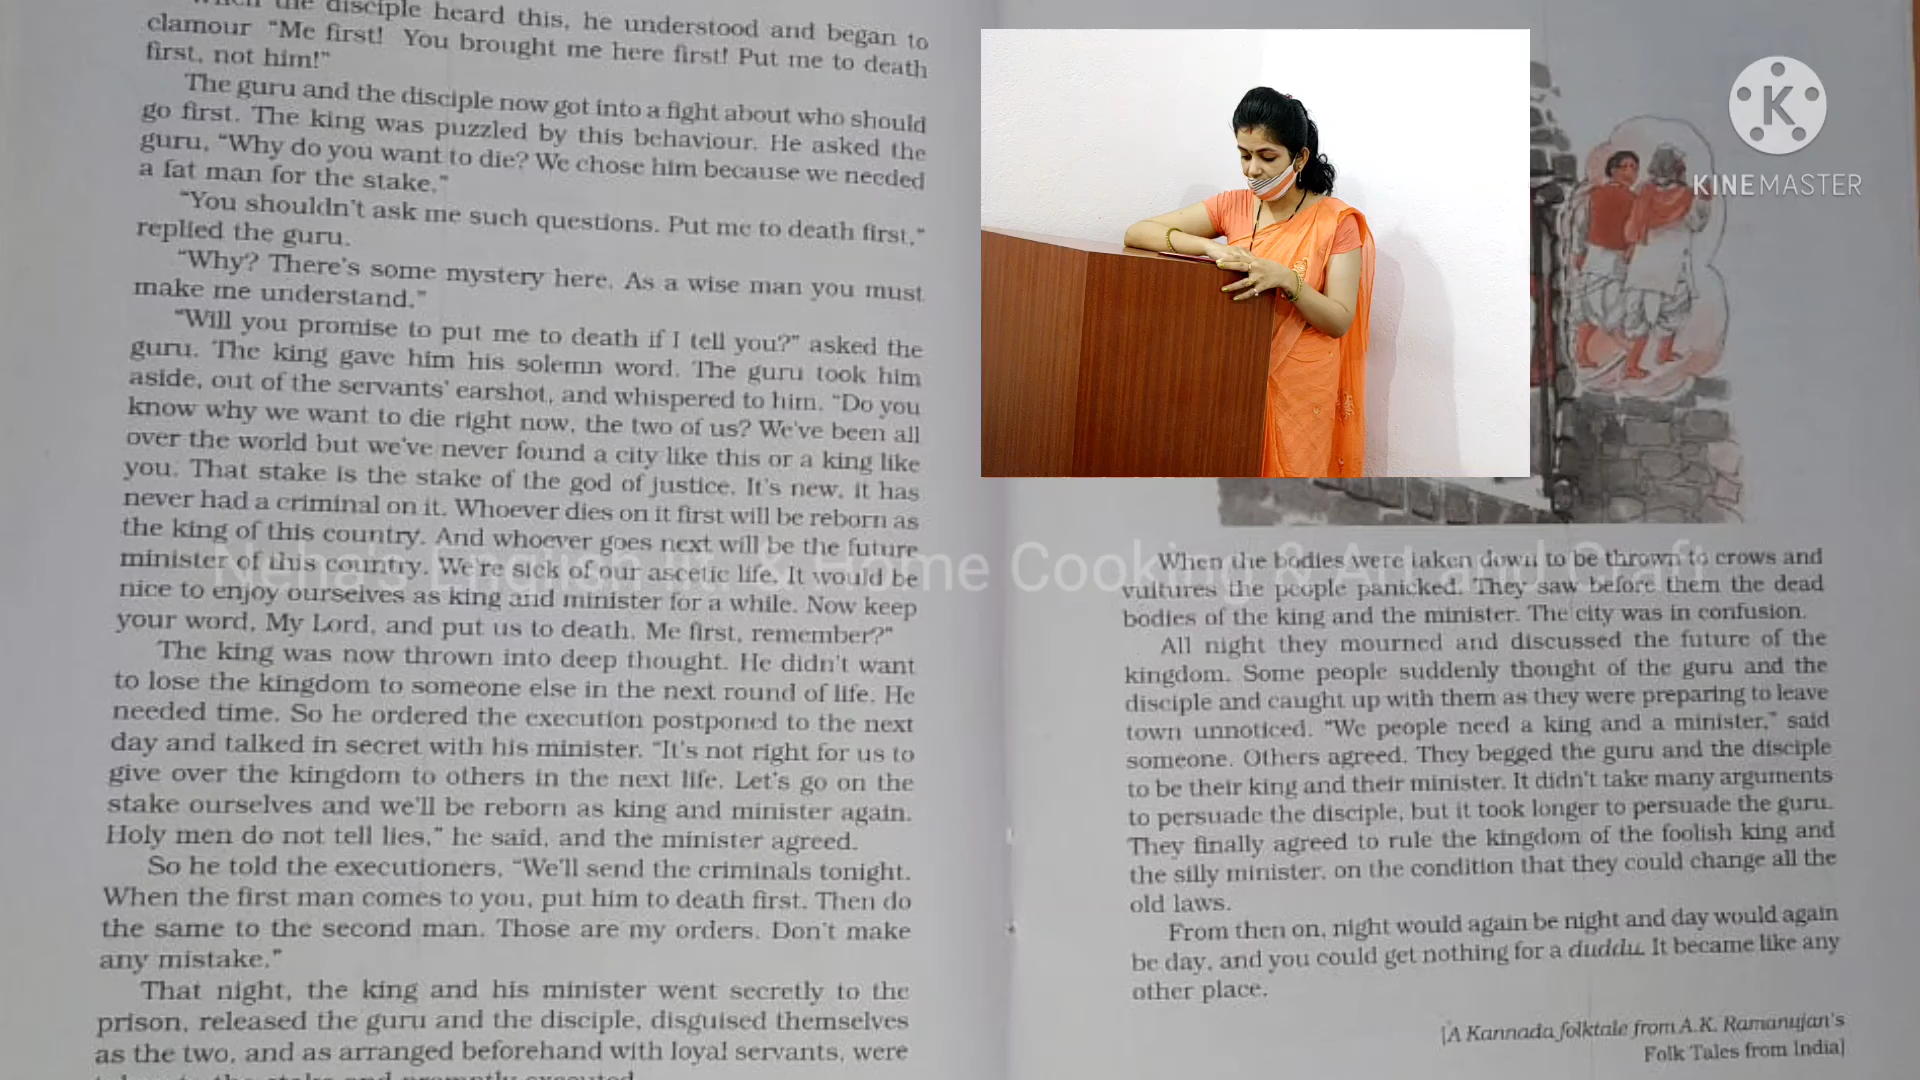 the disciple heard this, he understood and began to
clamour "Me first! You brought me here first! Put me to death
first, not him!"
The guru and the disciple now got into a fight about who should
go first. The king was puzzled by this behaviour. He asked the
guru, "Why do you want to die? We chose him because we needed
a fat man for the stake."
"You shouldn't ask me such questions. Put me to death first,"
replied the guru.
"Why? There's some mystery here. As a wise man you must
make me understand."
"Will you promise to put me to death if I tell you?" asked the
guru. The king gave him his solemn word. The guru took him
aside, out of the servants' earshot, and whispered to him, "Do you
know why we want to die right now, the two of us? We've been all
over the world but we've never found a city like this or a king like
you. That stake is the stake of the god of justice. It's new, it has
never had a criminal on it. Whoever dies on it first will be reborn as
the king of this country. And whoever goes next will be the future
minister of this country. We're sick of our ascetic life. It would be
nice to enjoy ourselves as king and minister for a while. Now keep
your word, My Lord, and put us to death. Me first, remember?"
The king was now thrown into deep thought. He didn't want
to lose the kingdom to someone else in the next round of life. He
needed time. So he ordered the execution postponed to the next
day and talked in secret with his minister. "It's not right for us to
give over the kingdom to others in the next life. Let's go on the
stake ourselves and we'll be reborn as king and minister again.
Holy men do not tell lies," he said, and the minister agreed.
So he told the executioners, "We'll send the criminals tonight.
When the first man comes to you, put him to death first. Then do
the same to the second man. Those are my orders. Don't make
any mistake."
That night, the king and his minister went secretly to the
prison, released the guru and the disciple, disguised themselves
as the two, and as arranged beforehand with loyal servants, were
KINEMASTER
When the bodies were taken down to be thrown to crows and
vultures the people panicked. They saw before them the dead
bodies of the king and the minister. The city was in confusion.
All night they mourned and discussed the future of the
kingdom. Some people suddenly thought of the guru and the
disciple and caught up with them as they were preparing to leave
town unnoticed. "We people need a king and a minister," said
someone. Others agreed. They begged the guru and the disciple
to be their king and their minister. It didn't take many arguments
to persuade the disciple, but it took longer to persuade the guru.
They finally agreed to rule the kingdom of the foolish king and
the silly minister, on the condition that they could change all the
old laws.
From then on, night would again be night and day would again
be day, and you could get nothing for a duddu. It became like any
other place.
[A Kannada folktale from A.K. Ramanujan's
Folk Tales from India]
Neha's English & Home Cooking & Art and Craft